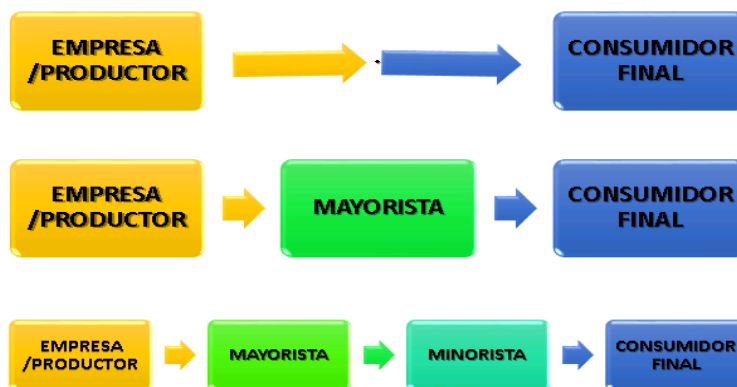 EMPRESA
/PRODUCTOR
CONSUMIDOR
FINAL
EMPRESA
/PRODUCTOR
MAYORISTA
CONSUMIDOR
FINAL
EMPRESA
/PRODUCTOR
MAYORISTA
MINORISTA
CONSUMIDOR
FINAL